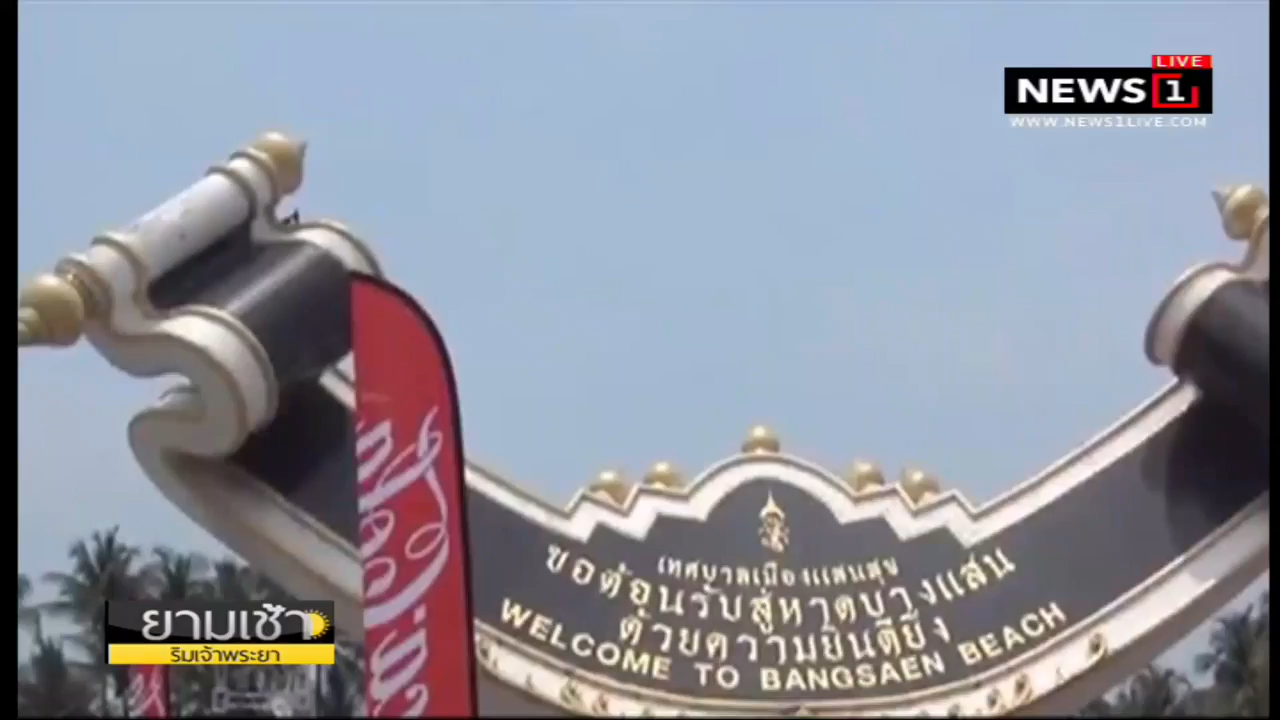 LIVE
NEWS 1
WWW.NEWS1LIVE.COM
เทศบาลเมืองแสนสุข
ขอต้อนรับสู่หาดบางแสน
ด้วยความยินดียิ่ง
WELCOME TO BANGSAEN BEACH
ยามเช้า
ริมเจ้าพระยา